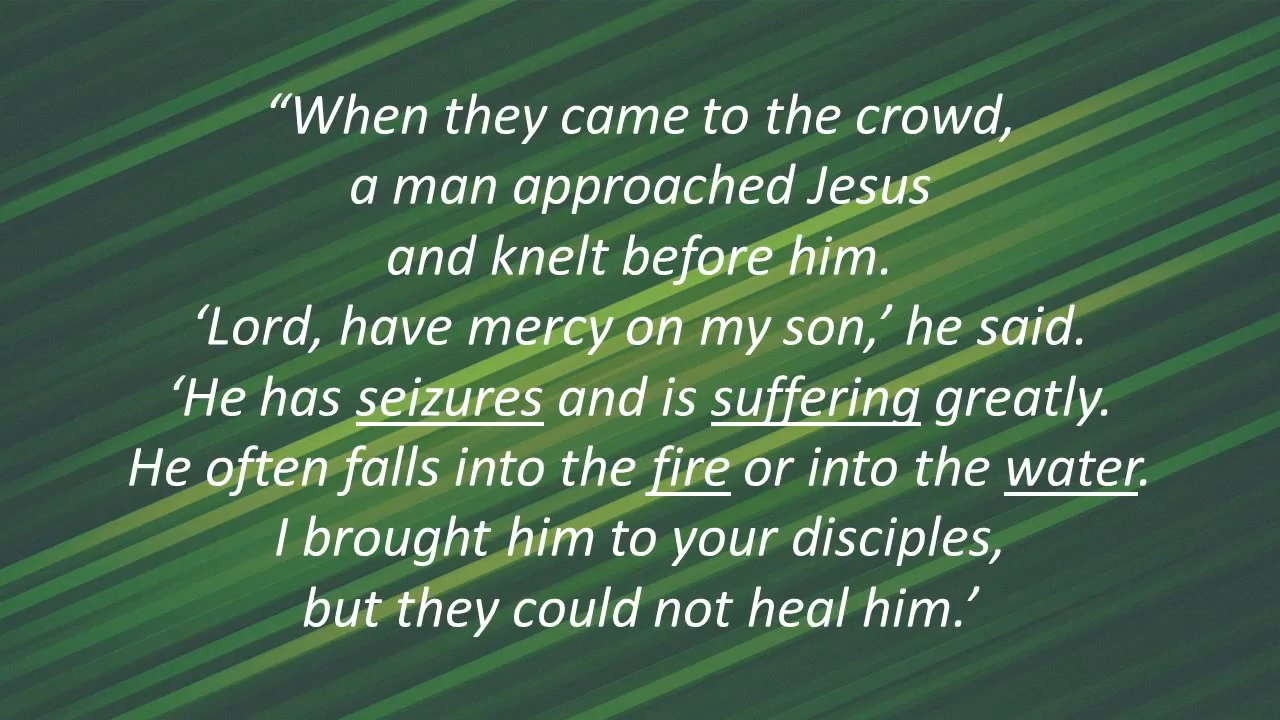 “When they came to the crowd,
a man approached Jesus
and knelt before him.
‘Lord, have mercy on my son,’ he said.
‘He has seizures and is suffering greatly.
He often falls into the fire or into the water.
I brought him to your disciples,
but they could not heal him.’